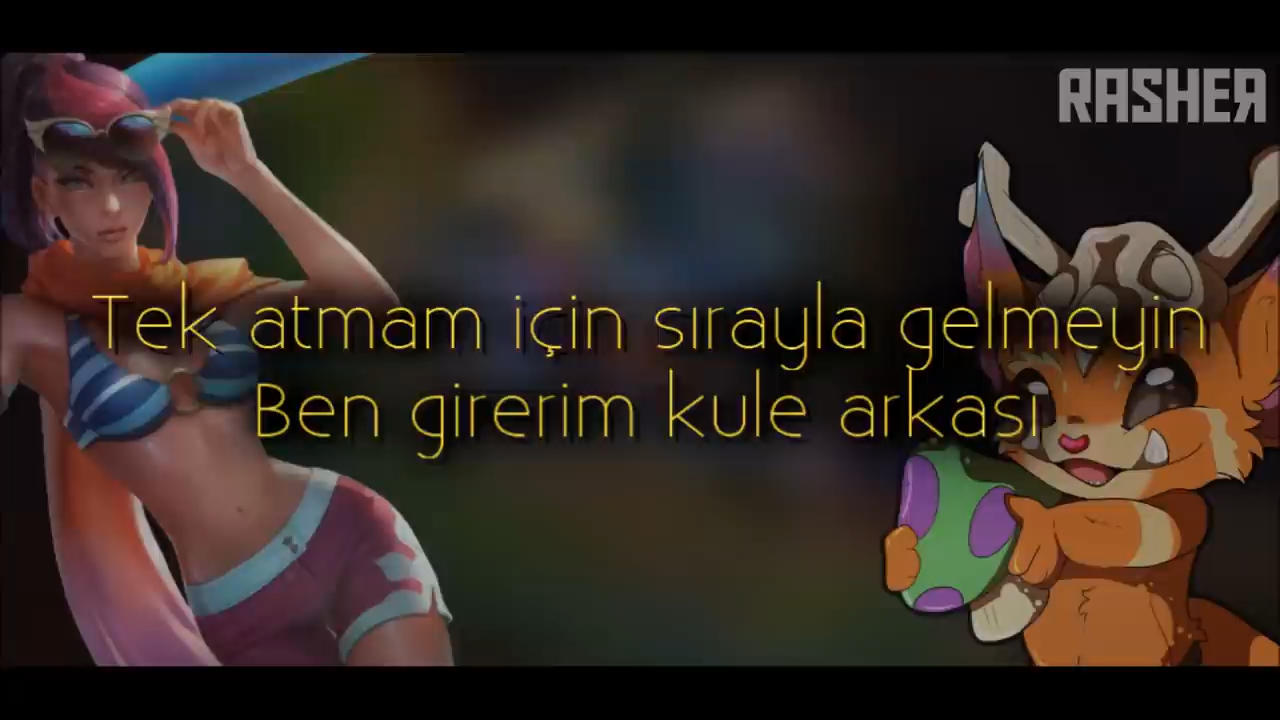 RASHER
Tek atmam için sırayla gelmeyin
Ben girerim kule arkası